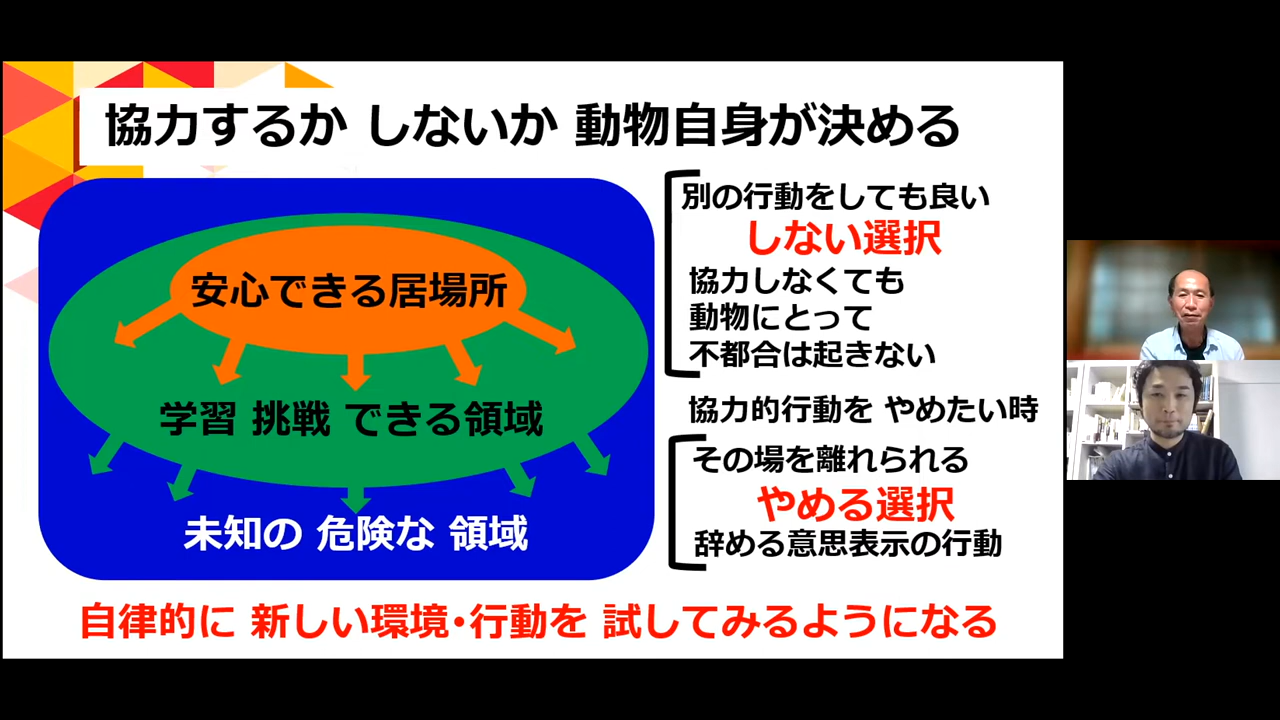 協力するか しないか 動物自身が決める
安心できる居場所
学習 挑戦 できる領域
未知の 危険な 領域
別の行動をしても良い
しない選択
協力しなくても
動物にとって
不都合は起きない
協力的行動を やめたい時
その場を離れられる
やめる選択
辞める意思表示の行動
自律的に 新しい環境・行動を 試してみるようになる